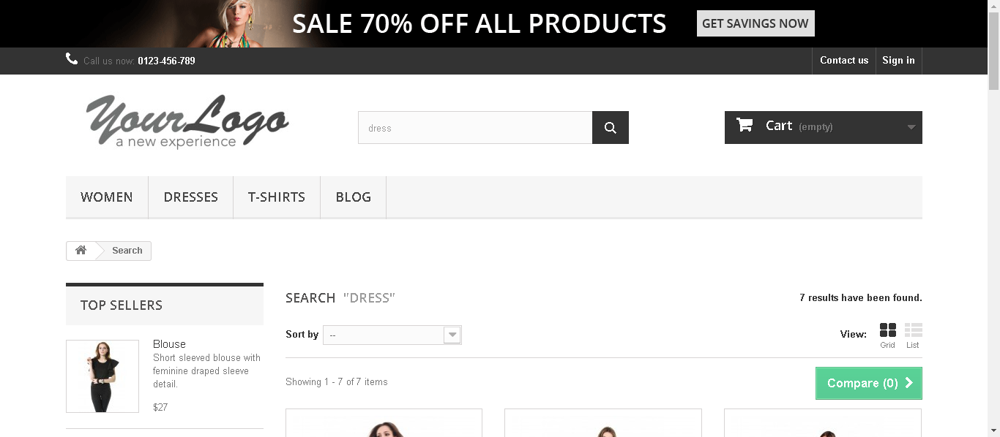 SALE 70% OFF ALL PRODUCTS
GET SAVINGS NOW
Call us now: 0123-456-789
Contact us
Sign in
YourLogo
a new experience
dress
Cart (empty)
WOMEN
DRESSES
T-SHIRTS
BLOG
Search
TOP SELLERS
Blouse
Short sleeved blouse with
feminine draped sleeve
detail.
$27
SEARCH "DRESS"
7 results have been found.
Sort by --
View:
Grid
List
Showing 1 - 7 of 7 items
Compare (0)